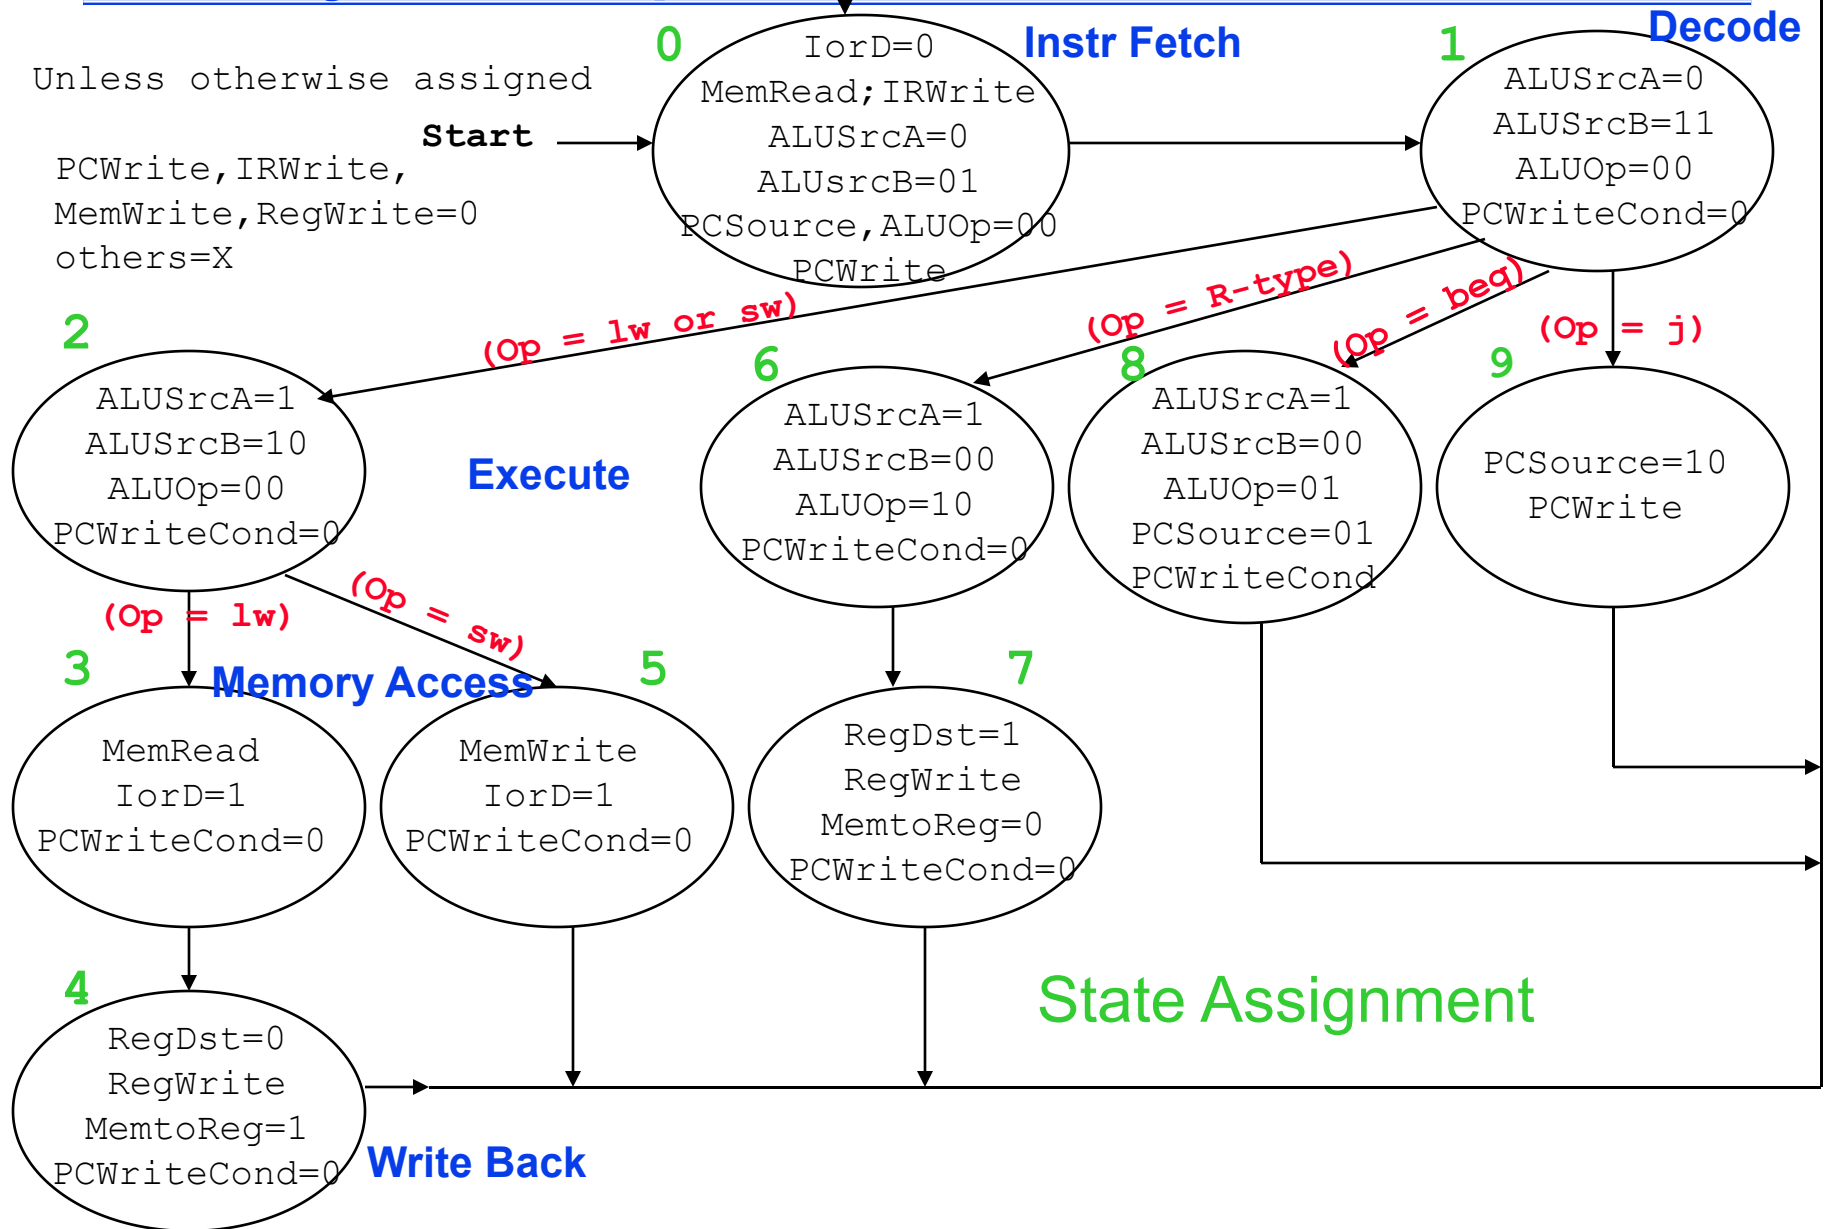 0
IorD=0
MemRead;IRWrite
ALUSrcA=0
ALUsrcB=01
PCSource,ALUOp=00
PCWrite
Instr Fetch
1
Decode
ALUSrcA=0
ALUSrcB=11
ALUOp=00
PCWriteCond=0
Unless otherwise assigned
Start
PCWrite,IRWrite,
MemWrite,RegWrite=0
others=X
(Op = lw or sw)
(Op = R-type)
(Op = beq)
(Op = j)
2
ALUSrcA=1
ALUSrcB=10
ALUOp=00
PCWriteCond=0
Execute
6
ALUSrcA=1
ALUSrcB=00
ALUOp=10
PCWriteCond=0
8
ALUSrcA=1
ALUSrcB=00
ALUOp=01
PCSource=01
PCWriteCond
9
PCSource=10
PCWrite
(Op = lw)
(Op = sw)
3
Memory Access
MemRead
IorD=1
PCWriteCond=0
5
MemWrite
IorD=1
PCWriteCond=0
7
RegDst=1
RegWrite
MemtoReg=0
PCWriteCond=0
4
RegDst=0
RegWrite
MemtoReg=1
PCWriteCond=0
Write Back
State Assignment